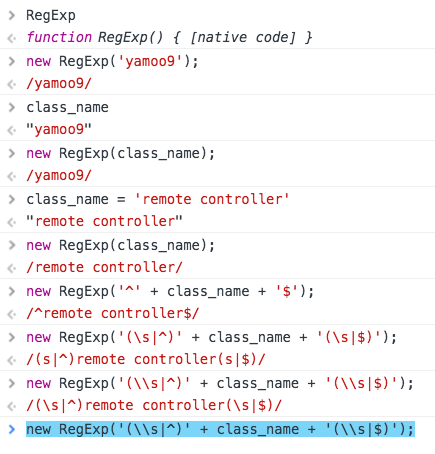 RegExp
function RegExp() { [native code] }
new RegExp('yamoo9');
/yamoo9/
class_name
"yamoo9"
new RegExp(class_name);
/yamoo9/
class_name = 'remote controller'
"remote controller"
new RegExp(class_name);
/remote controller/
new RegExp('^' + class_name + '$');
/^remote controller$/
new RegExp('(\s|^)' + class_name + '(\s|$)');
/(s|^)remote controller(s|$)/
new RegExp('(\\s|^)' + class_name + '(\\s|$)');
/(\s|^)remote controller(\s|$)/
new RegExp('(\\s|^)' + class_name + '(\\s|$)');